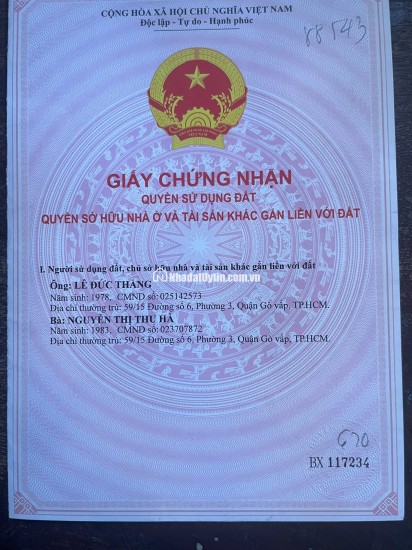 CỘNG HÒA XÃ HỘI CHỦ NGHĨA VIỆT NAM
Độc lập - Tự do - Hạnh phúc
88543
GIẤY CHỨNG NHẬN
QUYỀN SỬ DỤNG ĐẤT
QUYỀN SỞ HỮU NHÀ Ở VÀ TÀI SẢN KHÁC GẮN LIỀN VỚI ĐẤT
I. Người sử dụng đất, chủ sở hữu nhà và tài sản khác gắn liền với đất
Ông: LÊ ĐỨC THẮNG
Khodatuytin.com.vn
Năm sinh: 1978, CMND số: 025142573
Địa chỉ thường trú: 59/15 Đường số 6, Phường 3, Quận Gò vấp, TP.HCM.
Bà: NGUYỄN THỊ THU HÀ
Năm sinh: 1983, CMND số: 023707872
Địa chỉ thường trú: 59/15 Đường số 6, Phường 3, Quận Gò vấp, TP.HCM.
BX 117234